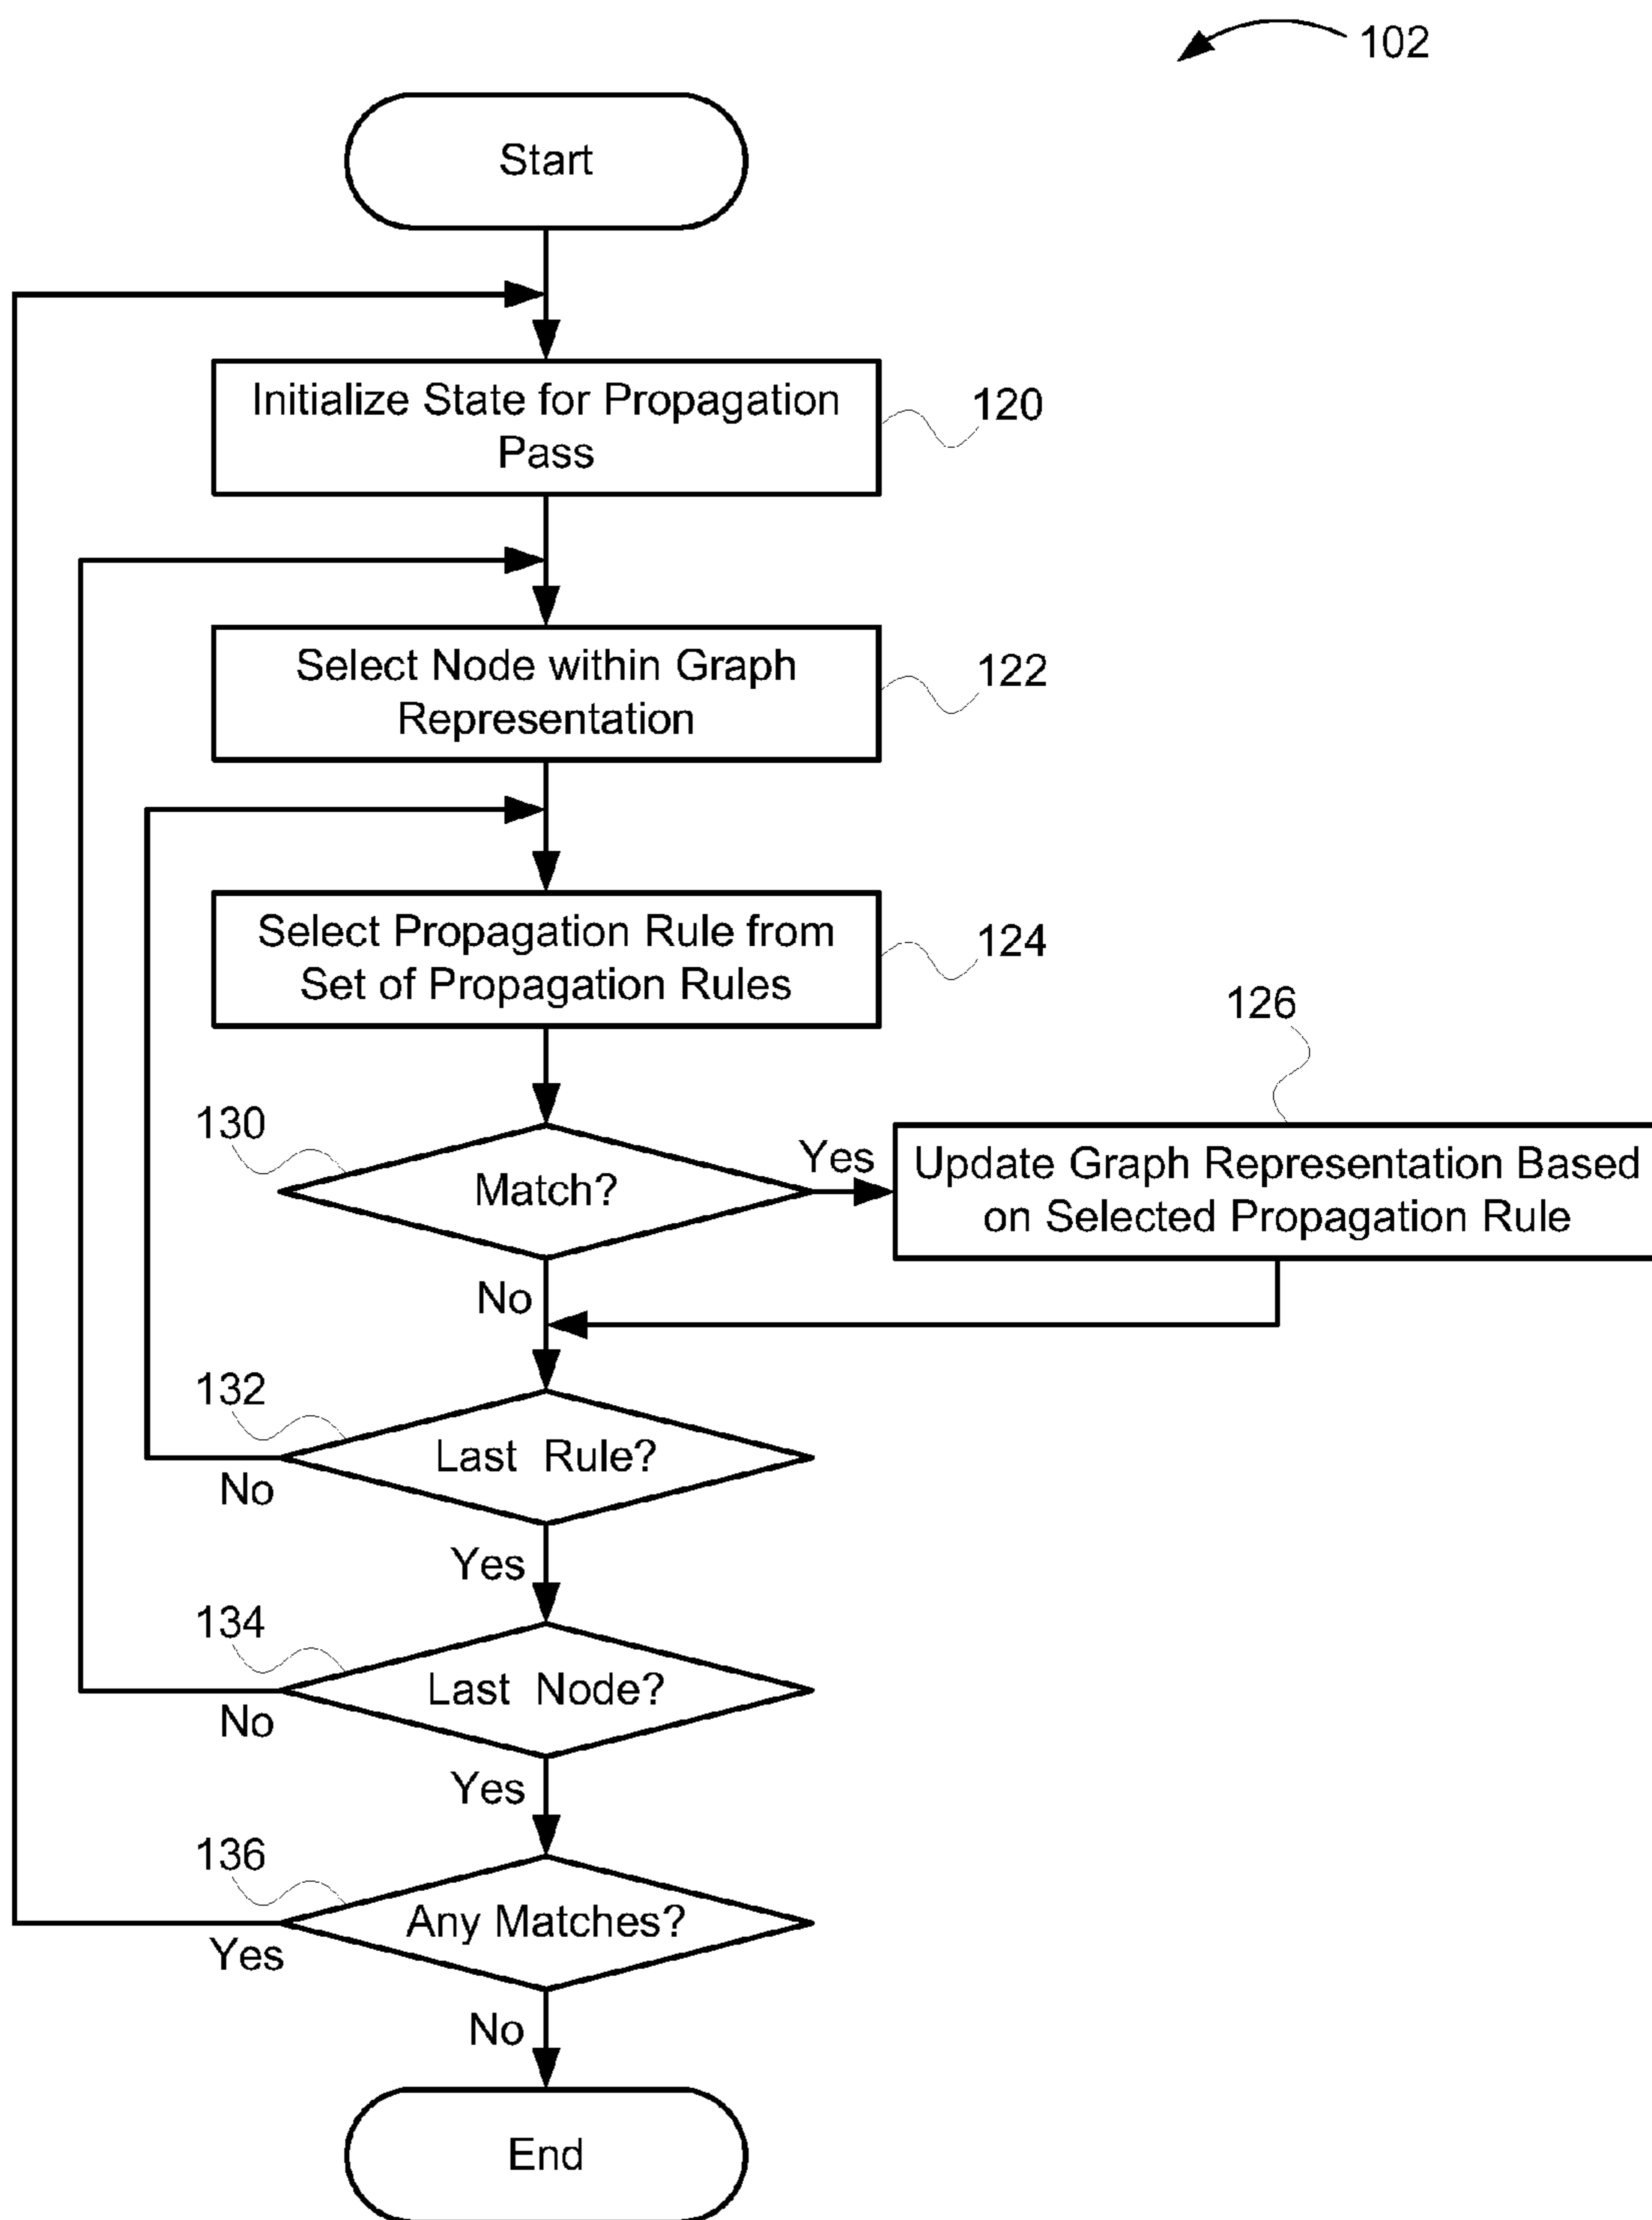 102
Start
Initialize State for Propagation
Pass
120
Select Node within Graph
Representation
122
Select Propagation Rule from
Set of Propagation Rules
124
126
130
Match?
Yes
Update Graph Representation Based
on Selected Propagation Rule
No
132
Last Rule?
No
Yes
134
Last Node?
No
Yes
136
Any Matches?
Yes
No
End